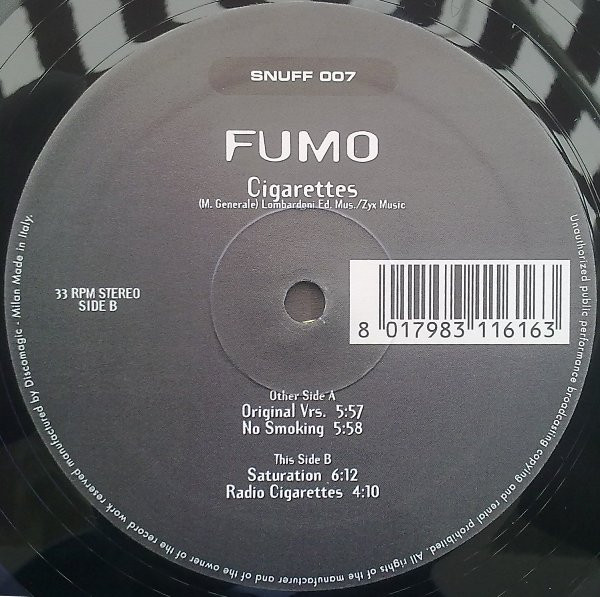 SNUFF 007
FUMO
Cigarettes
(M. Generale) Lombardoni Ed. Mus./Zyx Music
33 RPM STEREO
SIDE B
8 017983 116163
Other Side A
Original Vrs. 5:57
No Smoking 5:58
This Side B
Saturation 6:12
Radio Cigarettes 4:10
Unauthorized public performance broadcasting copying and renial prohibited. All rights of the manufacturer and of the owner of the record work reserved manufactured by Discomagic - Milan Made in Italy.